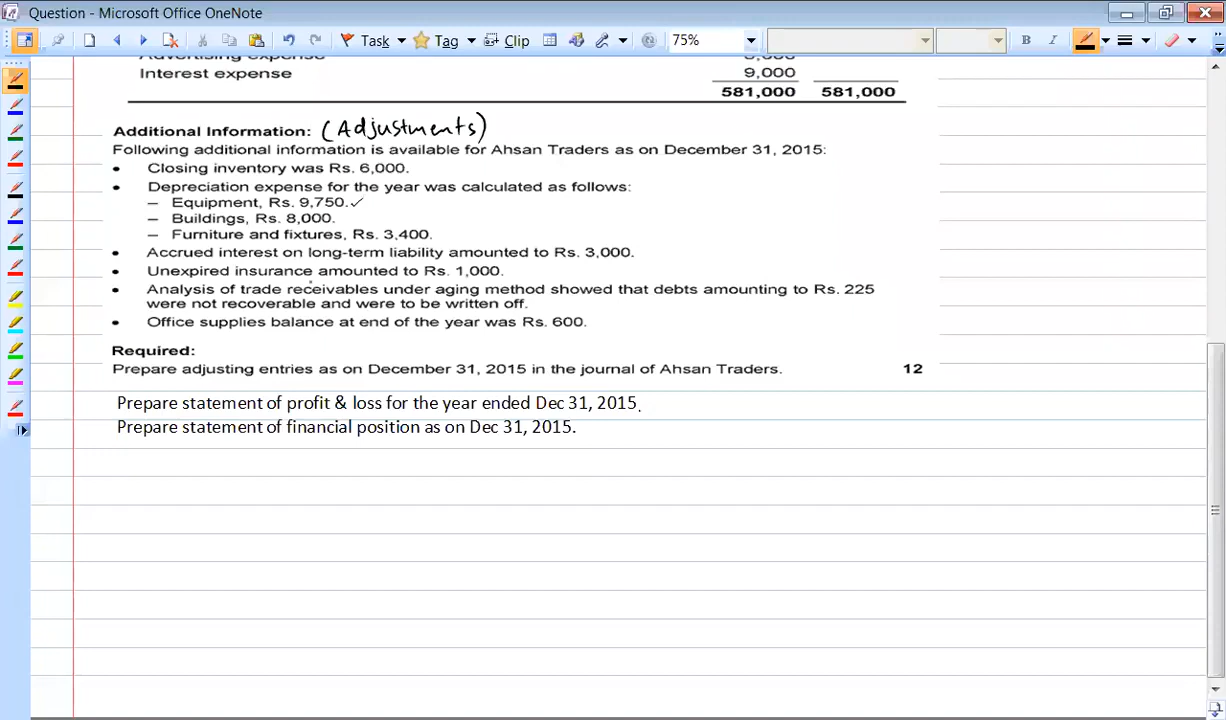 Question - Microsoft Office OneNote
Task Tag Clip 75% B I
Advertising expense
Interest expense 9,000
581,000 581,000
Additional Information: (Adjustments)
Following additional information is available for Ahsan Traders as on December 31, 2015:
• Closing inventory was Rs. 6,000.
• Depreciation expense for the year was calculated as follows:
– Equipment, Rs. 9,750.✓
– Buildings, Rs. 8,000.
– Furniture and fixtures, Rs. 3,400.
• Accrued interest on long-term liability amounted to Rs. 3,000.
• Unexpired insurance amounted to Rs. 1,000.
• Analysis of trade receivables under aging method showed that debts amounting to Rs. 225
were not recoverable and were to be written off.
• Office supplies balance at end of the year was Rs. 600.
Required:
Prepare adjusting entries as on December 31, 2015 in the journal of Ahsan Traders. 12
Prepare statement of profit & loss for the year ended Dec 31, 2015.
Prepare statement of financial position as on Dec 31, 2015.